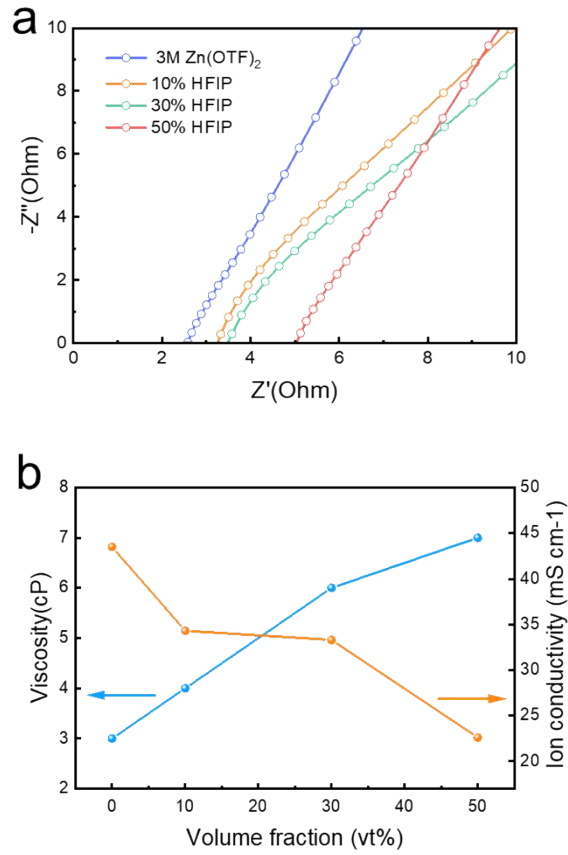 a
10
8
6
4
2
0
-Z"(Ohm)
3M Zn(OTF)2
10% HFIP
30% HFIP
50% HFIP
0 2 4 6 8 10
Z'(Ohm)
b
8
7
6
5
4
3
2
Viscosity(cP)
50
45
40
35
30
25
20
Ion conductivity (mS cm-1)
0 10 20 30 40 50
Volume fraction (vt%)